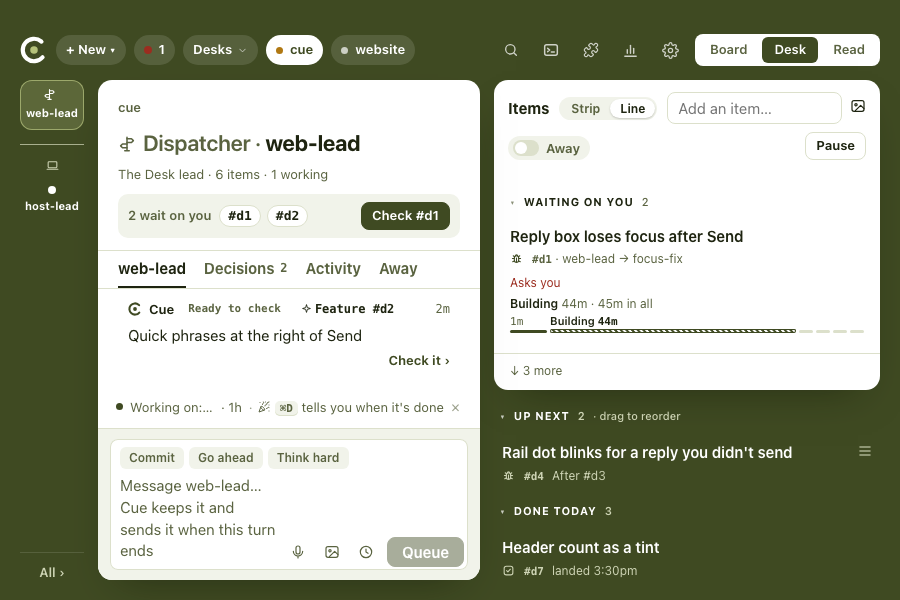 + New ▾
1
Desks
cue
website
Board
Desk
Read
web-lead
host-lead
All ›
cue
Dispatcher · web-lead
The Desk lead · 6 items · 1 working
2 wait on you
#d1
#d2
Check #d1
web-lead
Decisions 2
Activity
Away
Cue
Ready to check
Feature #d2
2m
Quick phrases at the right of Send
Check it ›
Working on:... · 1h · ⌘D tells you when it's done ×
Commit
Go ahead
Think hard
Message web-lead...
Cue keeps it and
sends it when this turn
ends
Queue
Items
Strip
Line
Add an item...
Away
Pause
WAITING ON YOU 2
Reply box loses focus after Send
#d1 · web-lead → focus-fix
Asks you
Building 44m · 45m in all
1m
Building 44m
↓ 3 more
UP NEXT 2 · drag to reorder
Rail dot blinks for a reply you didn't send
#d4 After #d3
DONE TODAY 3
Header count as a tint
#d7 landed 3:30pm